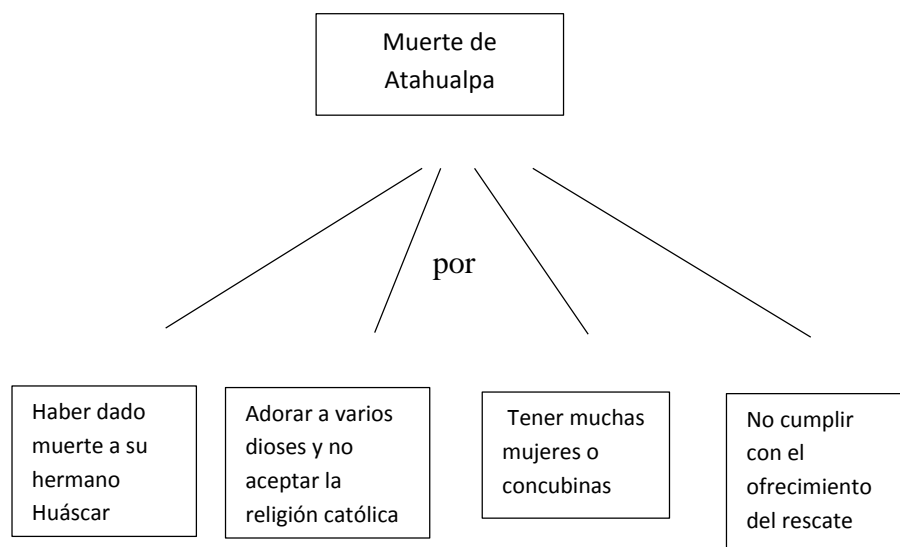 Muerte de
Atahualpa
por
Haber dado
muerte a su
hermano
Huáscar
Adorar a varios
dioses y no
aceptar la
religión católica
Tener muchas
mujeres o
concubinas
No cumplir
con el
ofrecimiento
del rescate